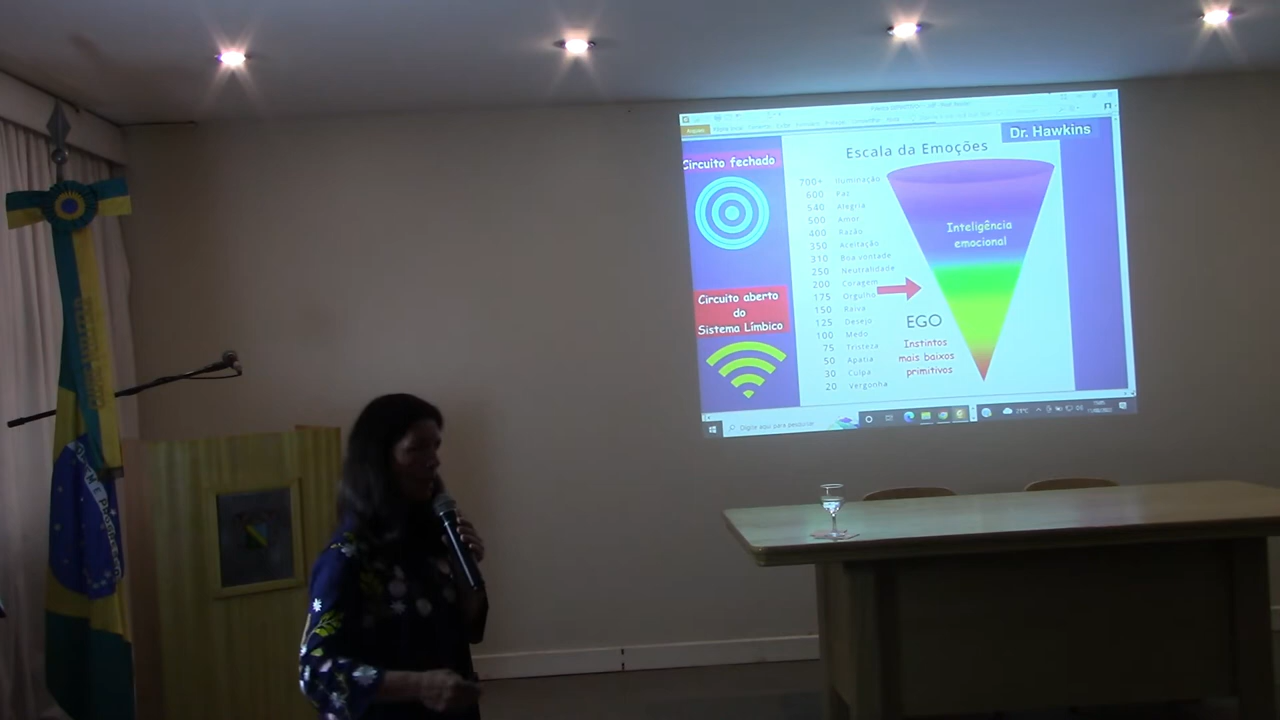 Dr. Hawkins
Escala da Emoções
Circuito fechado
700+ Iluminação
600 Paz
540 Alegria
500 Amor
400 Razão
350 Aceitação
310 Boa vontade
250 Neutralidade
200 Coragem
175 Orgulho
150 Raiva
125 Desejo
100 Medo
75 Tristeza
50 Apatia
30 Culpa
20 Vergonha
Inteligência
emocional
Circuito aberto
do
Sistema Límbico
EGO
Instintos
mais baixos
primitivos
Digite aqui para pesquisar